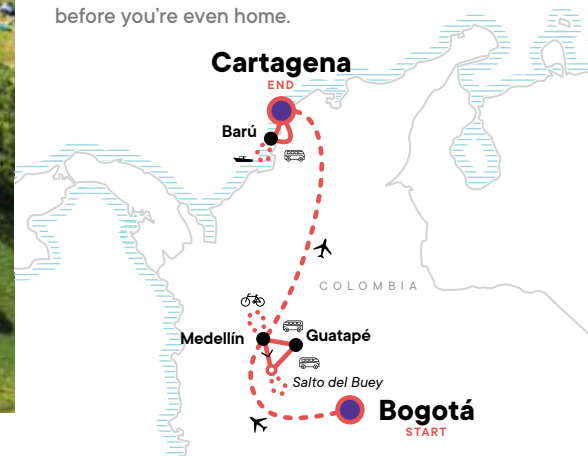 before you're even home.
Cartagena
END
Barú
COLOMBIA
Medellín
Guatapé
Salto del Buey
Bogotá
START